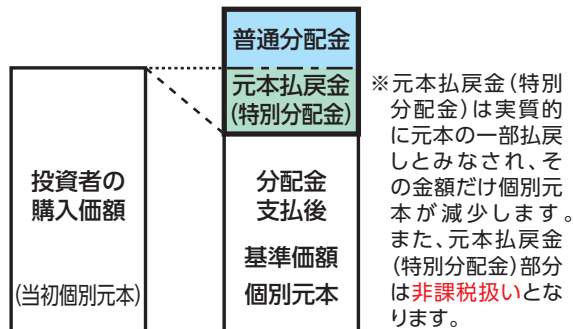 普通分配金
元本払戻金
(特別分配金)
投資者の
購入価額
(当初個別元本)
分配金
支払後
基準価額
個別元本
※元本払戻金(特別
分配金)は実質的
に元本の一部払戻
しとみなされ、そ
の金額だけ個別元
本が減少します。
また、元本払戻金
(特別分配金)部分
は非課税扱いとな
ります。